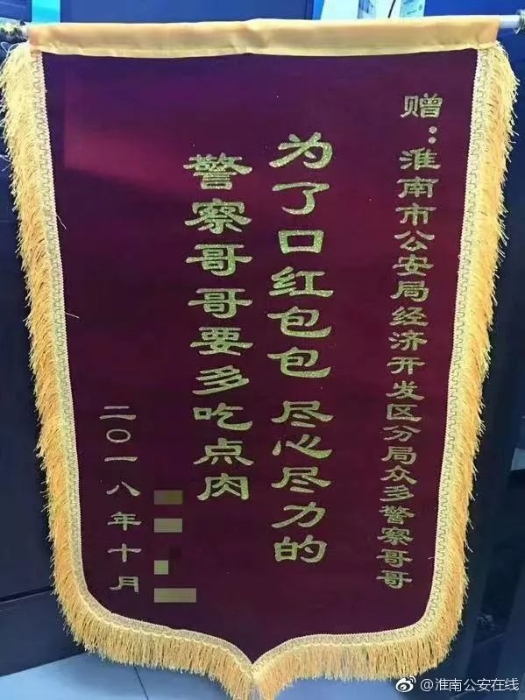 赠：淮南市公安局经济开发区分局众多警察哥哥
为了口红包包 尽心尽力的
警察哥哥要多吃点肉
二〇一八年十月
@淮南公安在线